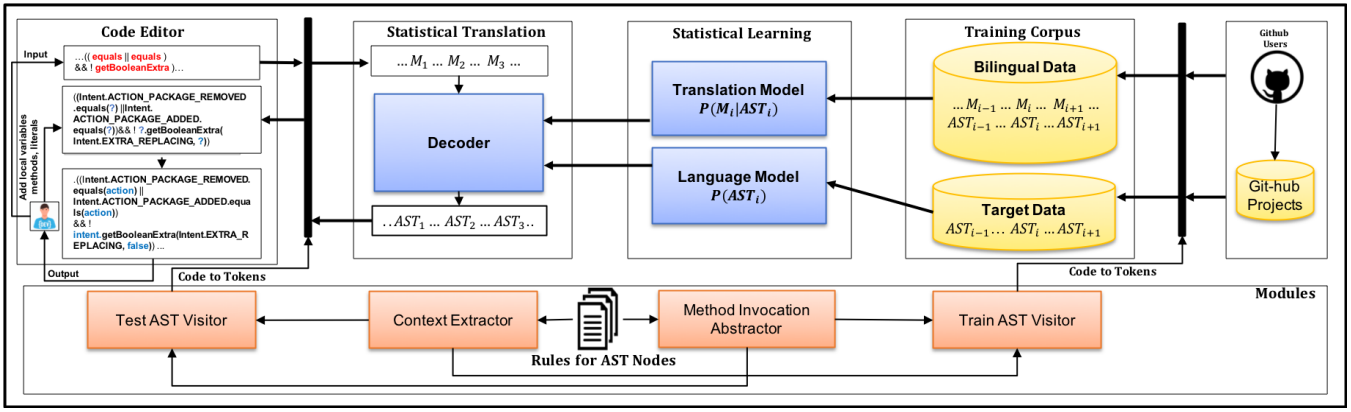 Code Editor
Input
…(( equals || equals )
&& ! getBooleanExtra )…
((Intent.ACTION_PACKAGE_REMOVED
.equals(?) ||Intent.
ACTION_PACKAGE_ADDED.
equals(?))&& ! ?.getBooleanExtra(
Intent.EXTRA_REPLACING, ?))
Add local variables
methods, literals
.((Intent.ACTION_PACKAGE_REMOVED.
equals(action) ||
Intent.ACTION_PACKAGE_ADDED.equa
ls(action))
&& !
intent.getBooleanExtra(Intent.EXTRA_R
EPLACING, false)) ...
Output
Code to Tokens
Statistical Translation
… M₁ … M₂ … M₃ …
Decoder
. . AST₁ … AST₂ … AST₃ . .
Statistical Learning
Translation Model
P(Mᵢ|ASTᵢ)
Language Model
P(ASTᵢ)
Training Corpus
Bilingual Data
… Mᵢ₋₁ … Mᵢ … Mᵢ₊₁ …
ASTᵢ₋₁ … ASTᵢ … ASTᵢ₊₁
Target Data
ASTᵢ₋₁ … ASTᵢ … ASTᵢ₊₁
Code to Tokens
Github
Users
Git-hub
Projects
Modules
Test AST Visitor
Context Extractor
Rules for AST Nodes
Method Invocation
Abstractor
Train AST Visitor